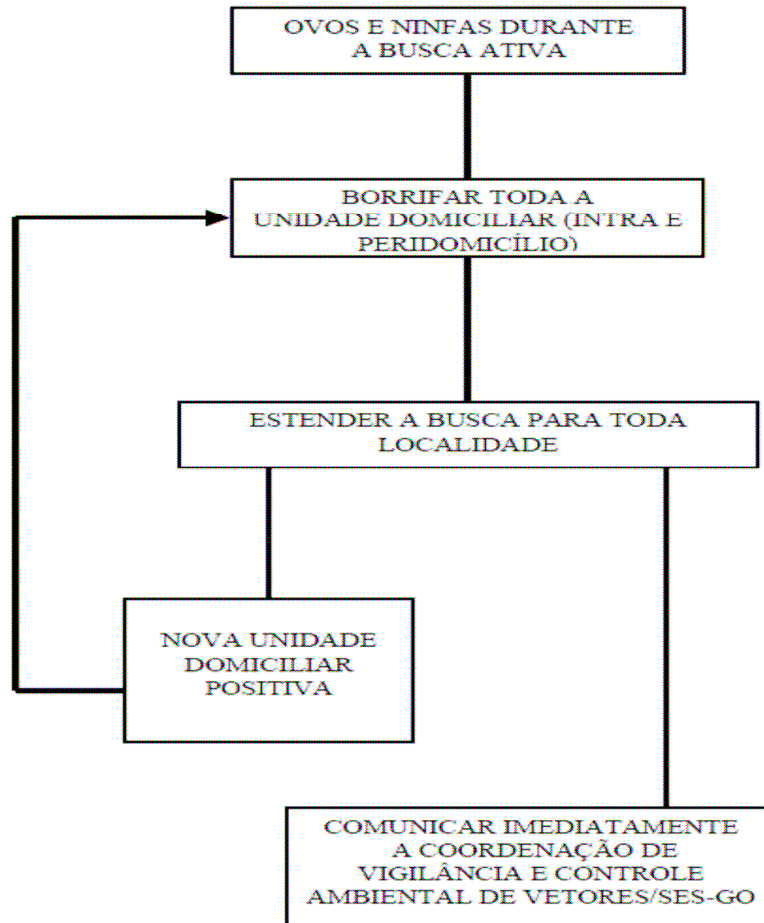 OVOS E NINFAS DURANTE
A BUSCA ATIVA
BORRIFAR TODA A
UNIDADE DOMICILIAR (INTRA E
PERIDOMICÍLIO)
ESTENDER A BUSCA PARA TODA
LOCALIDADE
NOVA UNIDADE
DOMICILIAR
POSITIVA
COMUNICAR IMEDIATAMENTE
A COORDENAÇÃO DE
VIGILÂNCIA E CONTROLE
AMBIENTAL DE VETORES/SES-GO